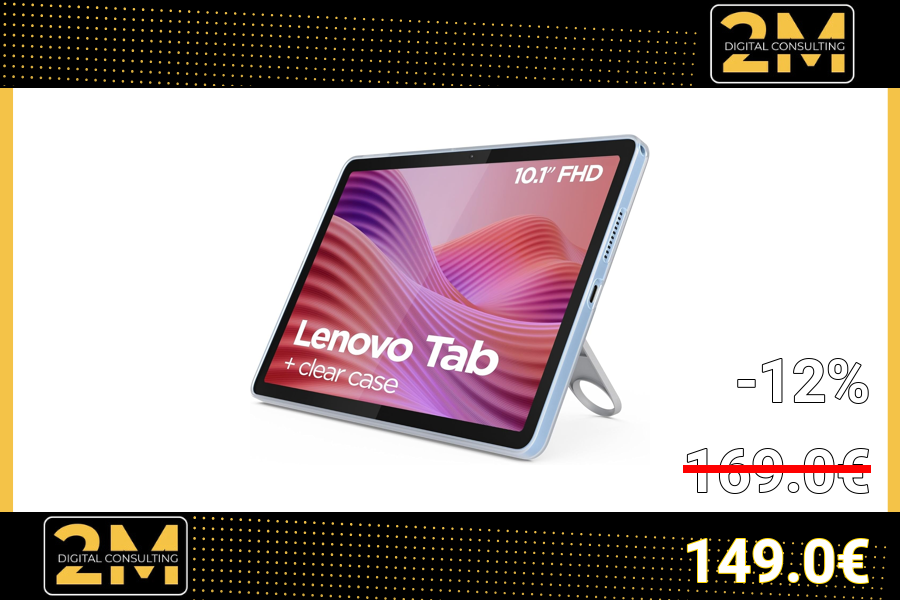 2M
DIGITAL CONSULTING
10.1” FHD
Lenovo Tab
+ clear case
-12%
169.0€
2M
DIGITAL CONSULTING
149.0€